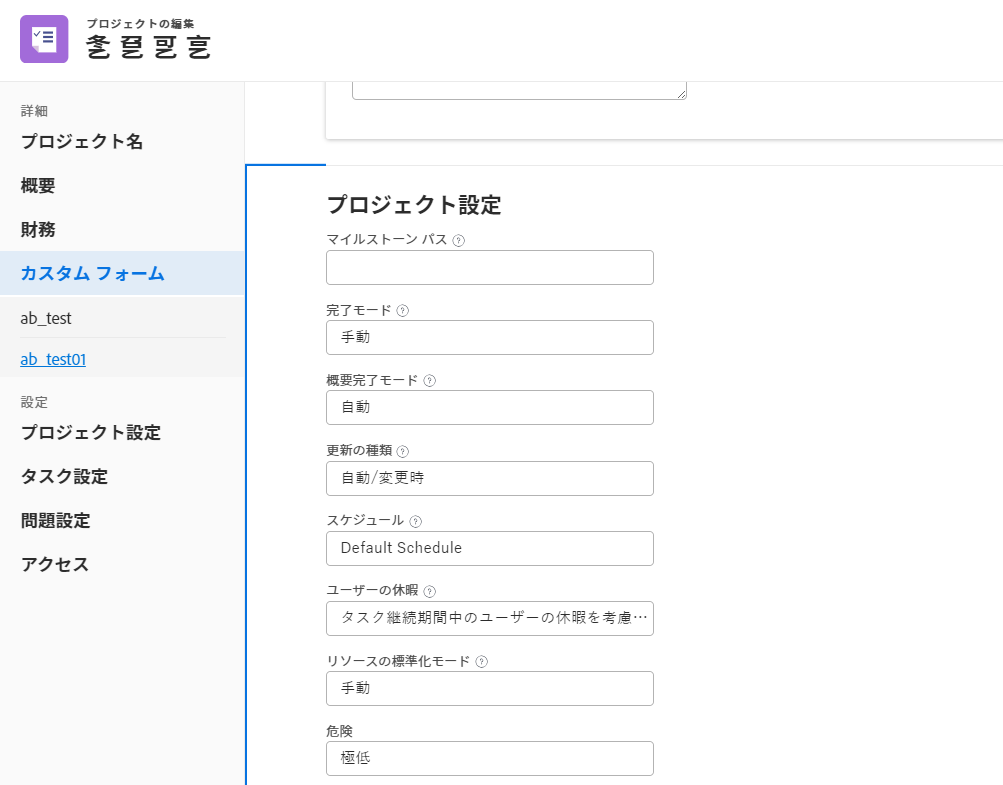 プロジェクトの編集
詳細
プロジェクト名
概要
財務
カスタム フォーム
ab_test
ab_test01
設定
プロジェクト設定
タスク設定
問題設定
アクセス
プロジェクト設定
マイルストーン パス
完了モード
手動
概要完了モード
自動
更新の種類
自動/変更時
スケジュール
Default Schedule
ユーザーの休暇
タスク継続期間中のユーザーの休暇を考慮…
リソースの標準化モード
手動
危険
極低